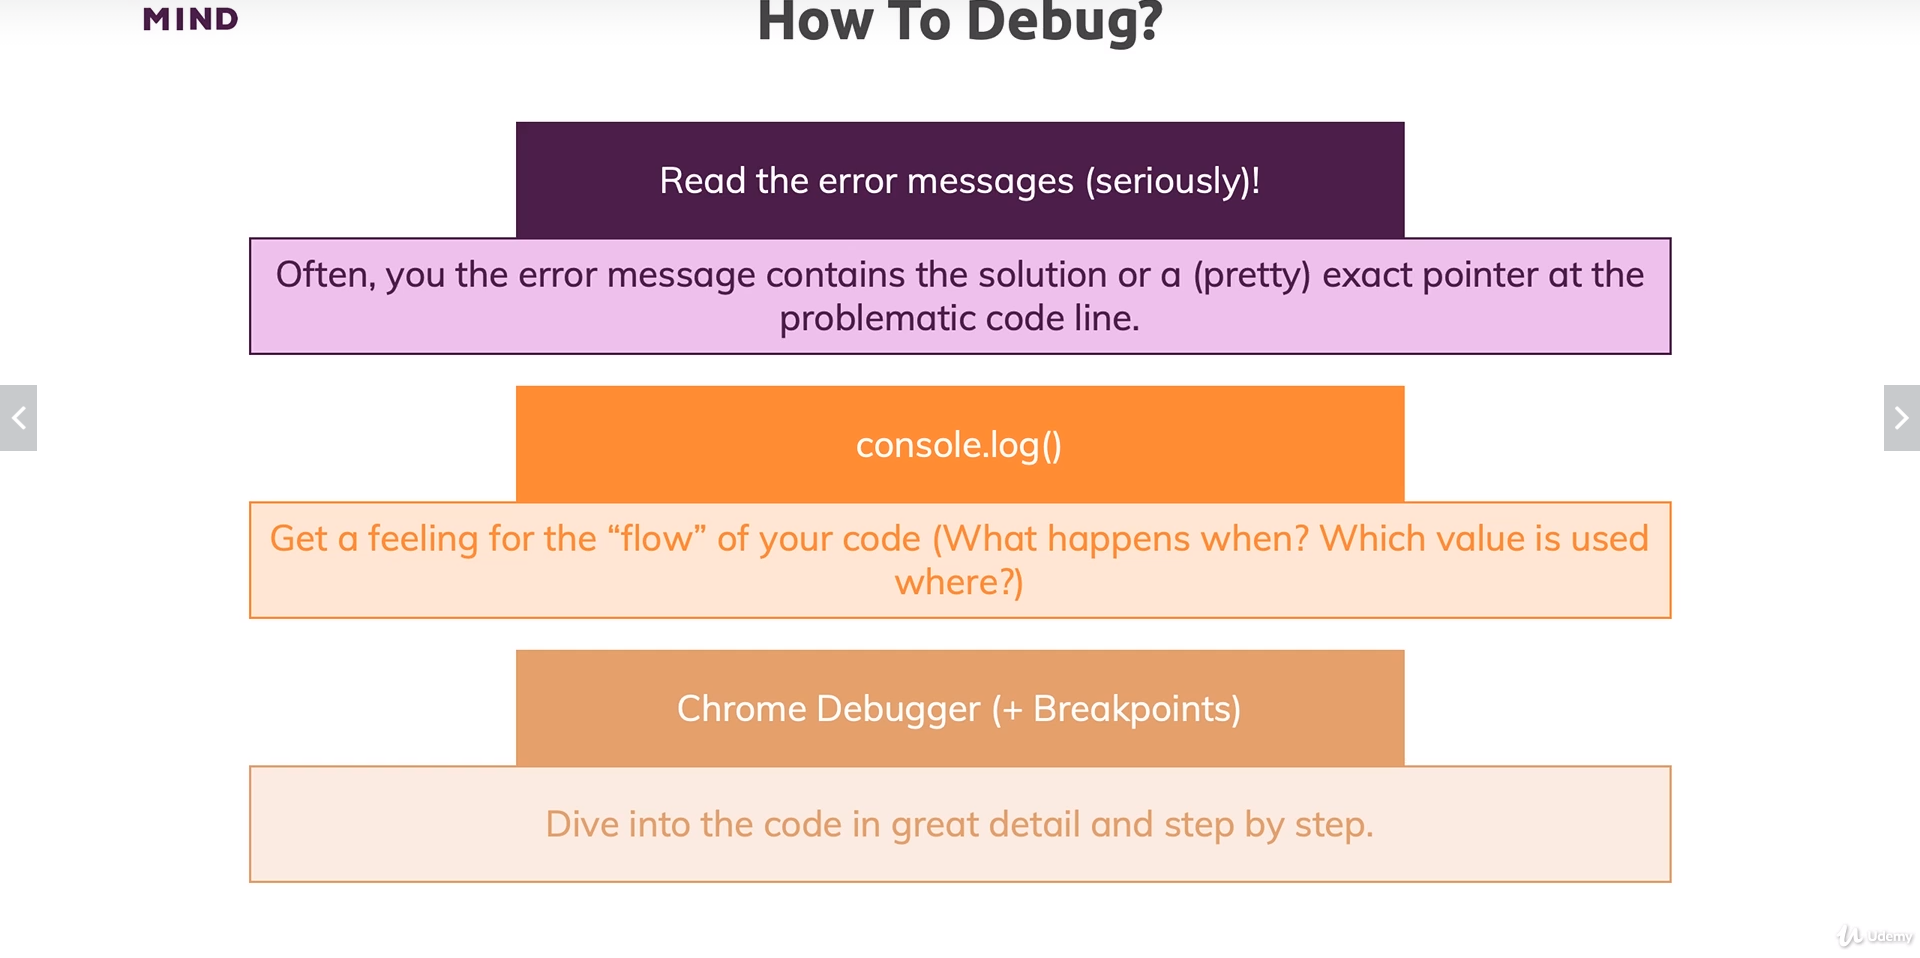 MIND
How To Debug?
Read the error messages (seriously)!
Often, you the error message contains the solution or a (pretty) exact pointer at the
problematic code line.
console.log()
Get a feeling for the “flow” of your code (What happens when? Which value is used
where?)
Chrome Debugger (+ Breakpoints)
Dive into the code in great detail and step by step.
Udemy